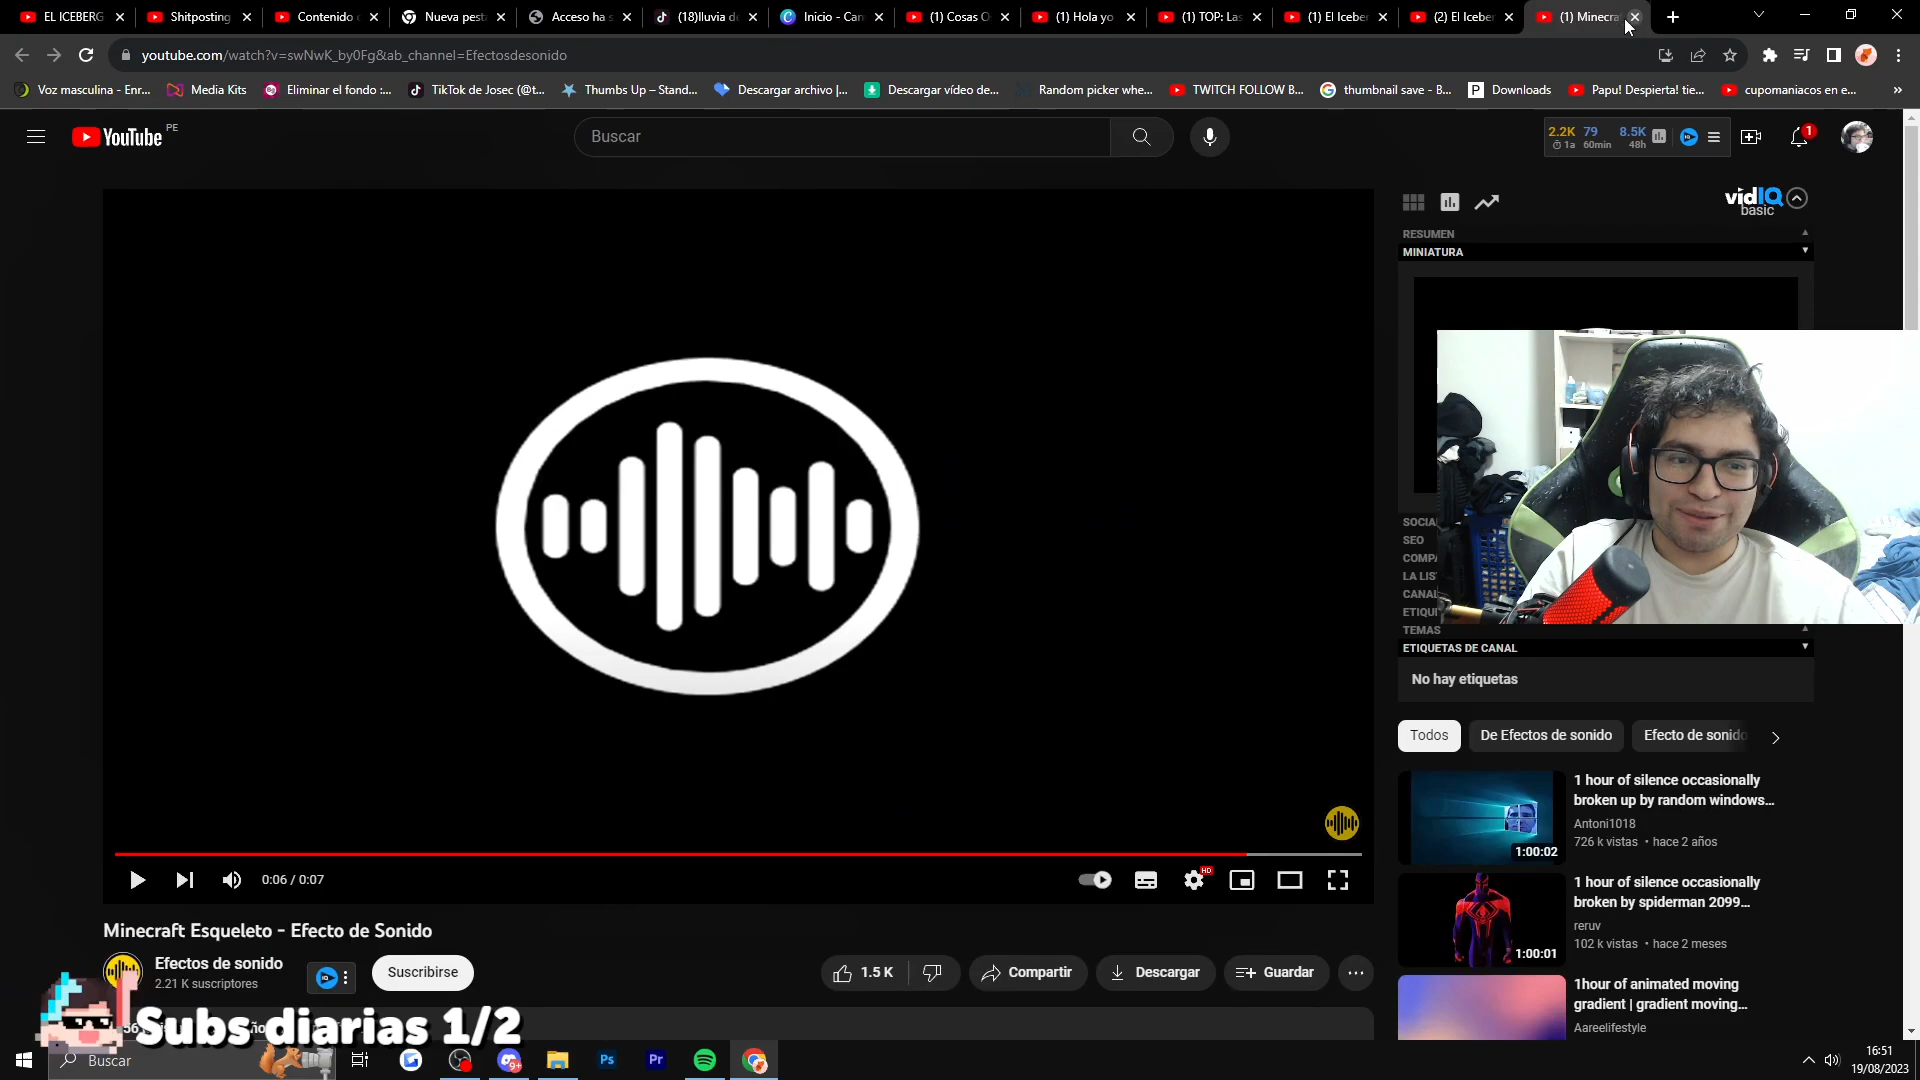 EL ICEBERG
Shitposting
Contenido
Nueva pest
Acceso ha s
(18)lluvia d
Inicio - Can
(1) Cosas O
(1) Hola yo
(1) TOP: Las
(1) El Iceber
(2) El Iceber
(1) Minecra
youtube.com/watch?v=swNwK_by0Fg&ab_channel=Efectosdesonido
Voz masculina - Enr...
Media Kits
Eliminar el fondo :...
TikTok de Josec (@t...
Thumbs Up – Stand...
Descargar archivo |...
Descargar vídeo de...
Random picker whe...
TWITCH FOLLOW B...
thumbnail save - B...
Downloads
Papu! Despierta! tie...
cupomaniacos en e...
»
YouTube PE
Buscar
2.2K 79 8.5K
1a 60min 48h
1
vidIQ
basic
RESUMEN
MINIATURA
SOCIA
SEO
COMP
LA LIS
CANA
ETIQU
TEMAS
ETIQUETAS DE CANAL
No hay etiquetas
Todos
De Efectos de sonido
Efecto de sonido
1 hour of silence occasionally
broken up by random windows...
Antoni1018
726 k vistas • hace 2 años
1:00:02
1 hour of silence occasionally
broken by spiderman 2099...
reruv
102 k vistas • hace 2 meses
1:00:01
1hour of animated moving
gradient | gradient moving...
Aareelifestyle
0:06 / 0:07
HD
Minecraft Esqueleto - Efecto de Sonido
Efectos de sonido
2.21 K suscriptores
Suscribirse
1.5 K
Compartir
Descargar
Guardar
Subs diarias 1/2
Buscar
9+
Ps
Pr
16:51
19/08/2023